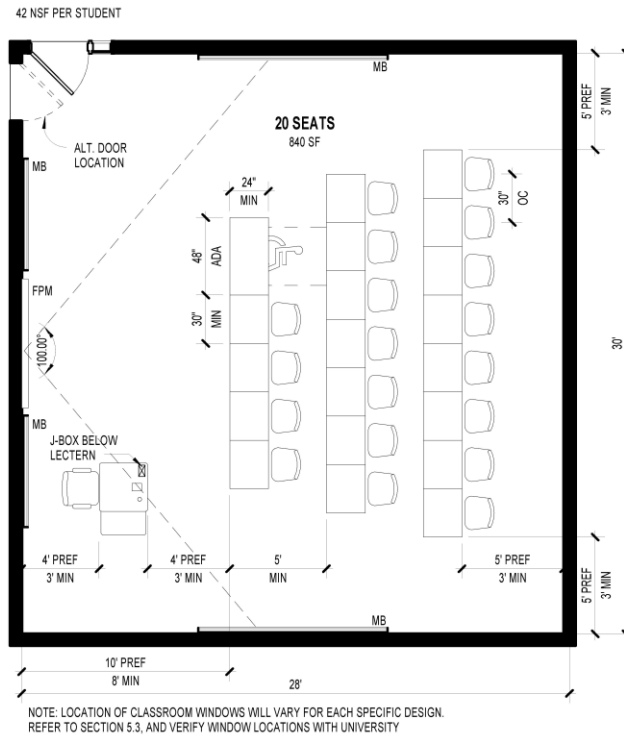 42 NSF PER STUDENT
MB
5' PREF
3' MIN
20 SEATS
840 SF
ALT. DOOR
LOCATION
MB
24"
MIN
30"
OC
48"
ADA
FPM
30"
MIN
30'
100.00°
MB
J-BOX BELOW
LECTERN
4' PREF
3' MIN
4' PREF
3' MIN
5'
MIN
5' PREF
3' MIN
5' PREF
3' MIN
MB
10' PREF
8' MIN
28'
NOTE: LOCATION OF CLASSROOM WINDOWS WILL VARY FOR EACH SPECIFIC DESIGN.
REFER TO SECTION 5.3, AND VERIFY WINDOW LOCATIONS WITH UNIVERSITY